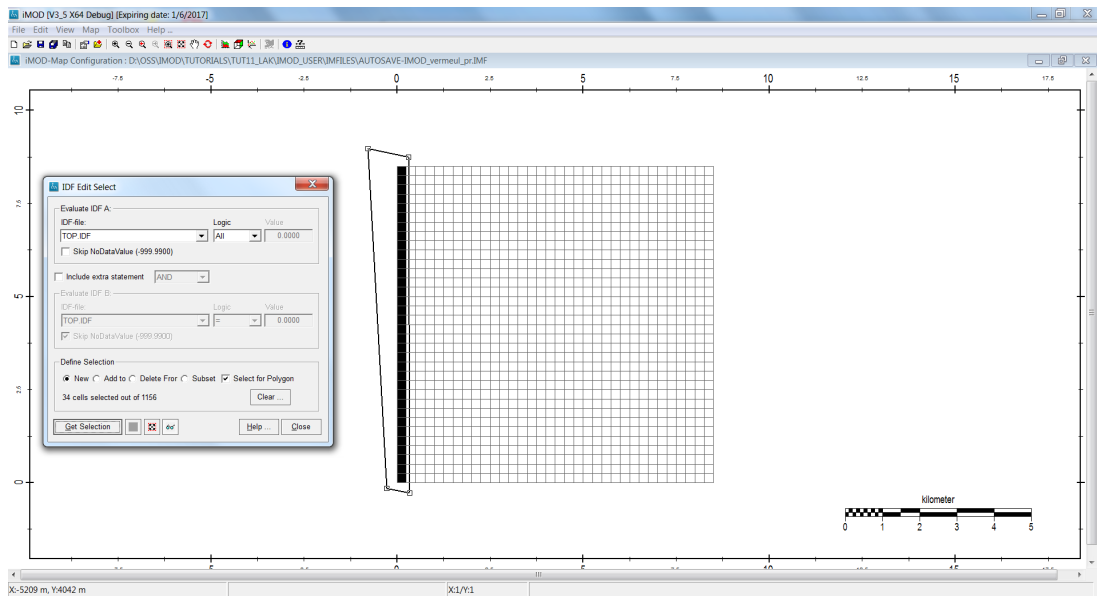 iMOD [V3_5 X64 Debug] [Expiring date: 1/6/2017]
File Edit View Map Toolbox Help ...
iMOD-Map Configuration : D:\OSS\IMOD\TUTORIALS\TUT11_LAK\IMOD_USER\IMFILES\AUTOSAVE-IMOD_vermeul_pr.IMF
-7.5 -5 -2.5 0 2.5 5 7.5 10 12.5 15 17.5
10
7.5
5
2.5
0
IDF Edit Select
Evaluate IDF A:
IDF-file: Logic Value
TOP.IDF All 0.0000
Skip NoDataValue (-999.9900)
Include extra statement AND
Evaluate IDF B:
IDF-file: Logic Value
TOP.IDF = 0.0000
Skip NoDataValue (-999.9900)
Define Selection
New Add to Delete Fror Subset Select for Polygon
34 cells selected out of 1156 Clear ...
Get Selection Help ... Close
kilometer
0 1 2 3 4 5
X:-5209 m, Y:4042 m X:1/Y:1